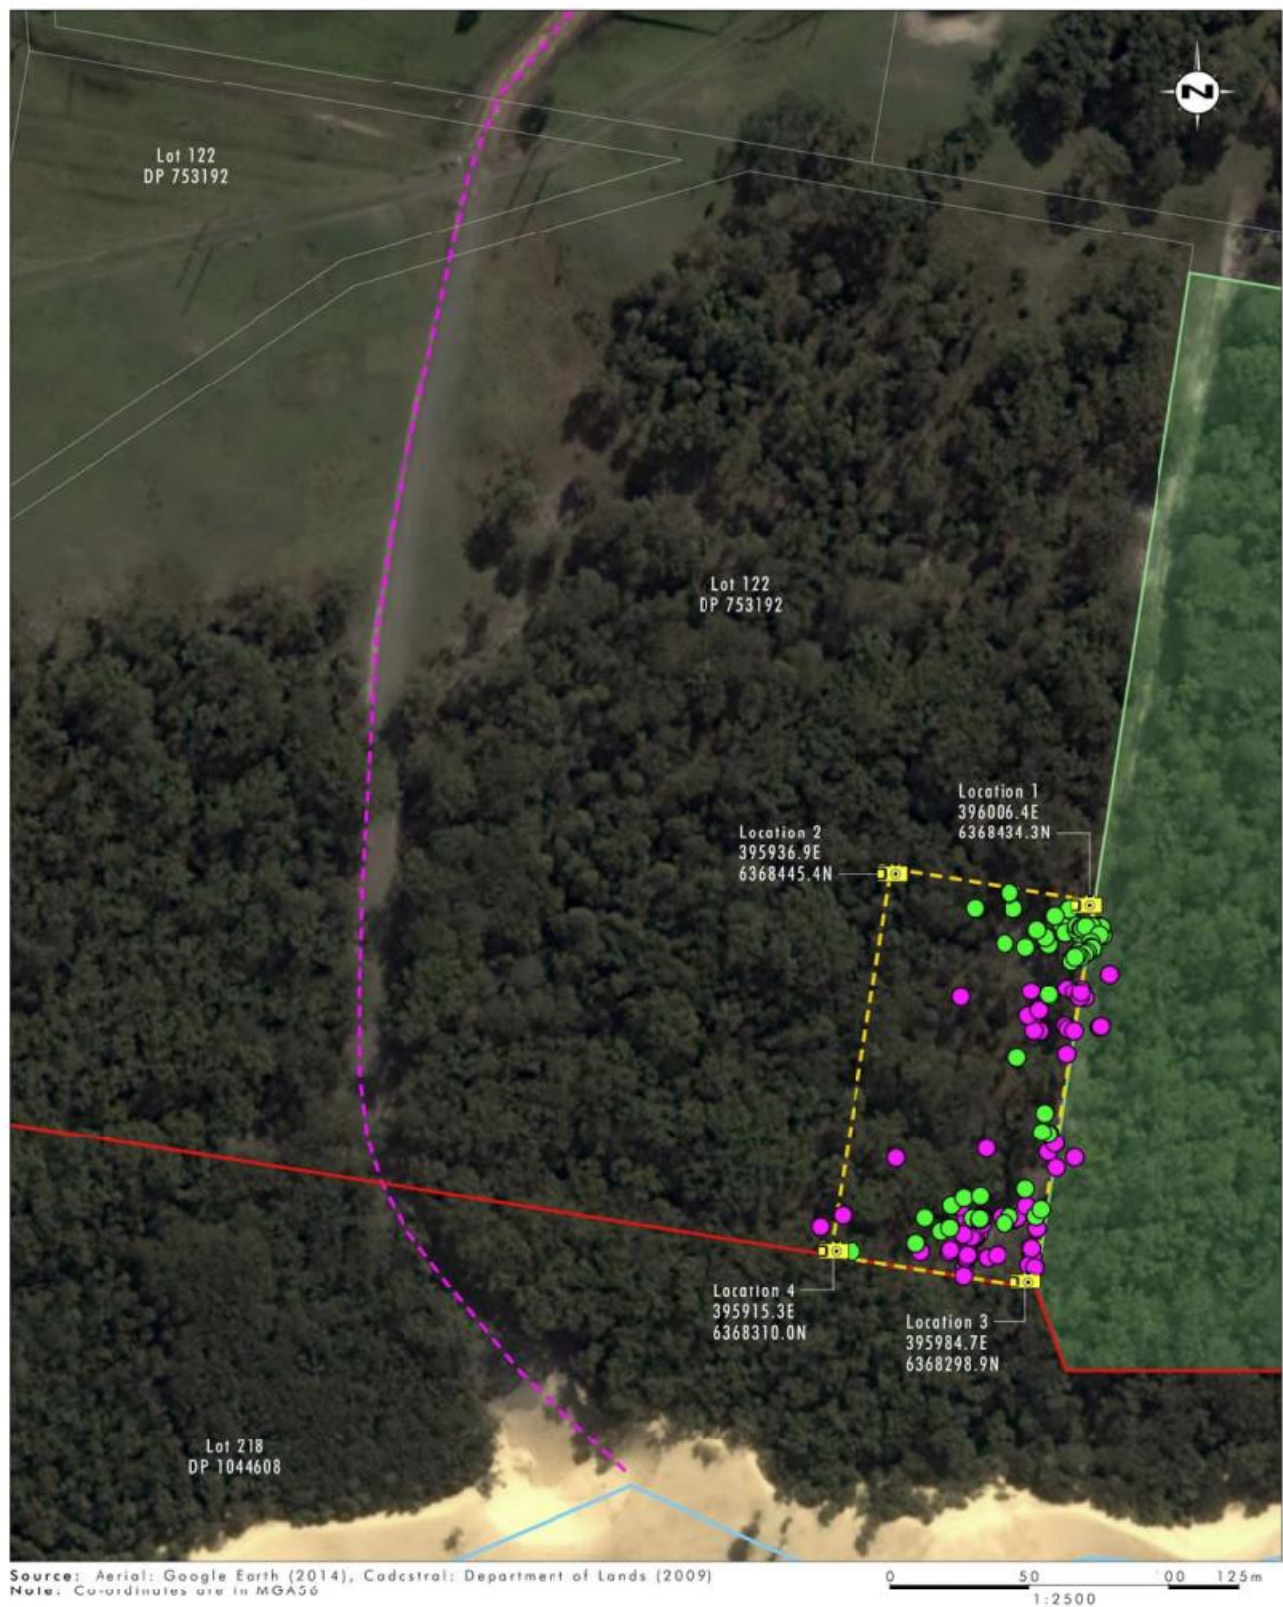 N
Lot 122
DP 753192
Lot 122
DP 753192
Location 1
396006.4E
6368434.3N
Location 2
395936.9E
6368445.4N
Location 4
395915.3E
6368310.0N
Location 3
395984.7E
6368298.9N
Lot 218
DP 1044608
Source: Aerial: Google Earth (2014), Cadcstral: Department of Lands (2009)
Note: Co-ordinates are in MGA56
0 50 00 125m
1:2500